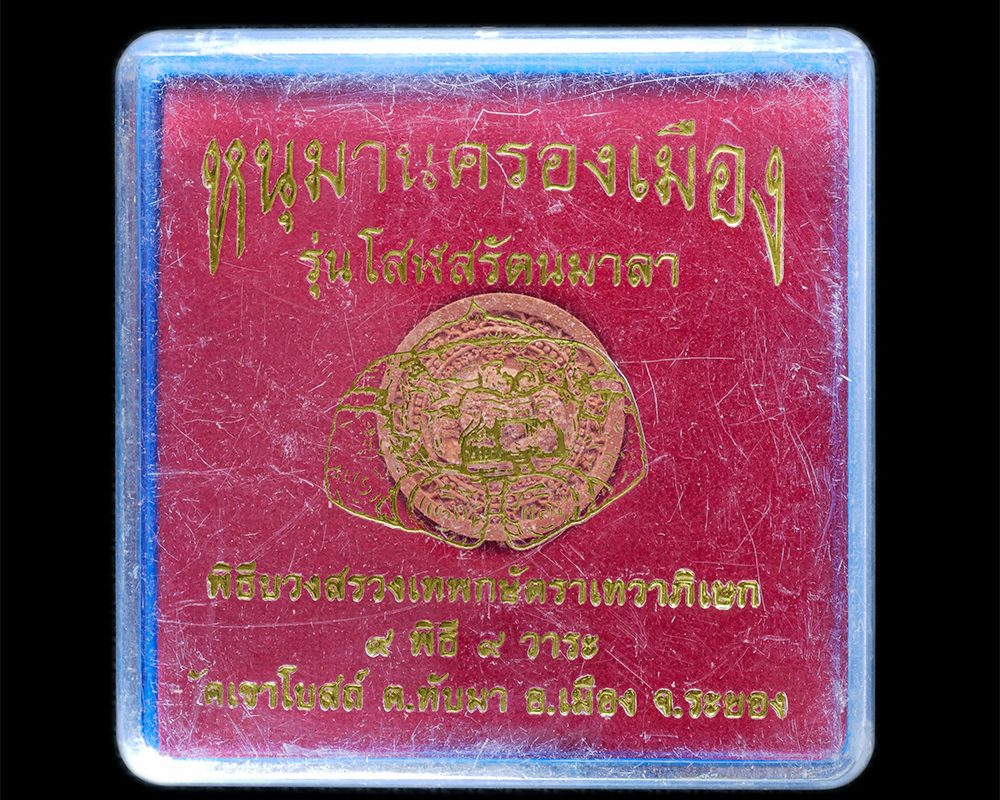 หนุมานครองเมือง
รุ่นโสฬสรัตนมาลา
พิธีบวงสรวงเทพกษัตราเทวาภิเษก
๙ พิธี ๙ วาระ
วัดเขาโบสถ์ ต.ทับมา อ.เมือง จ.ระยอง